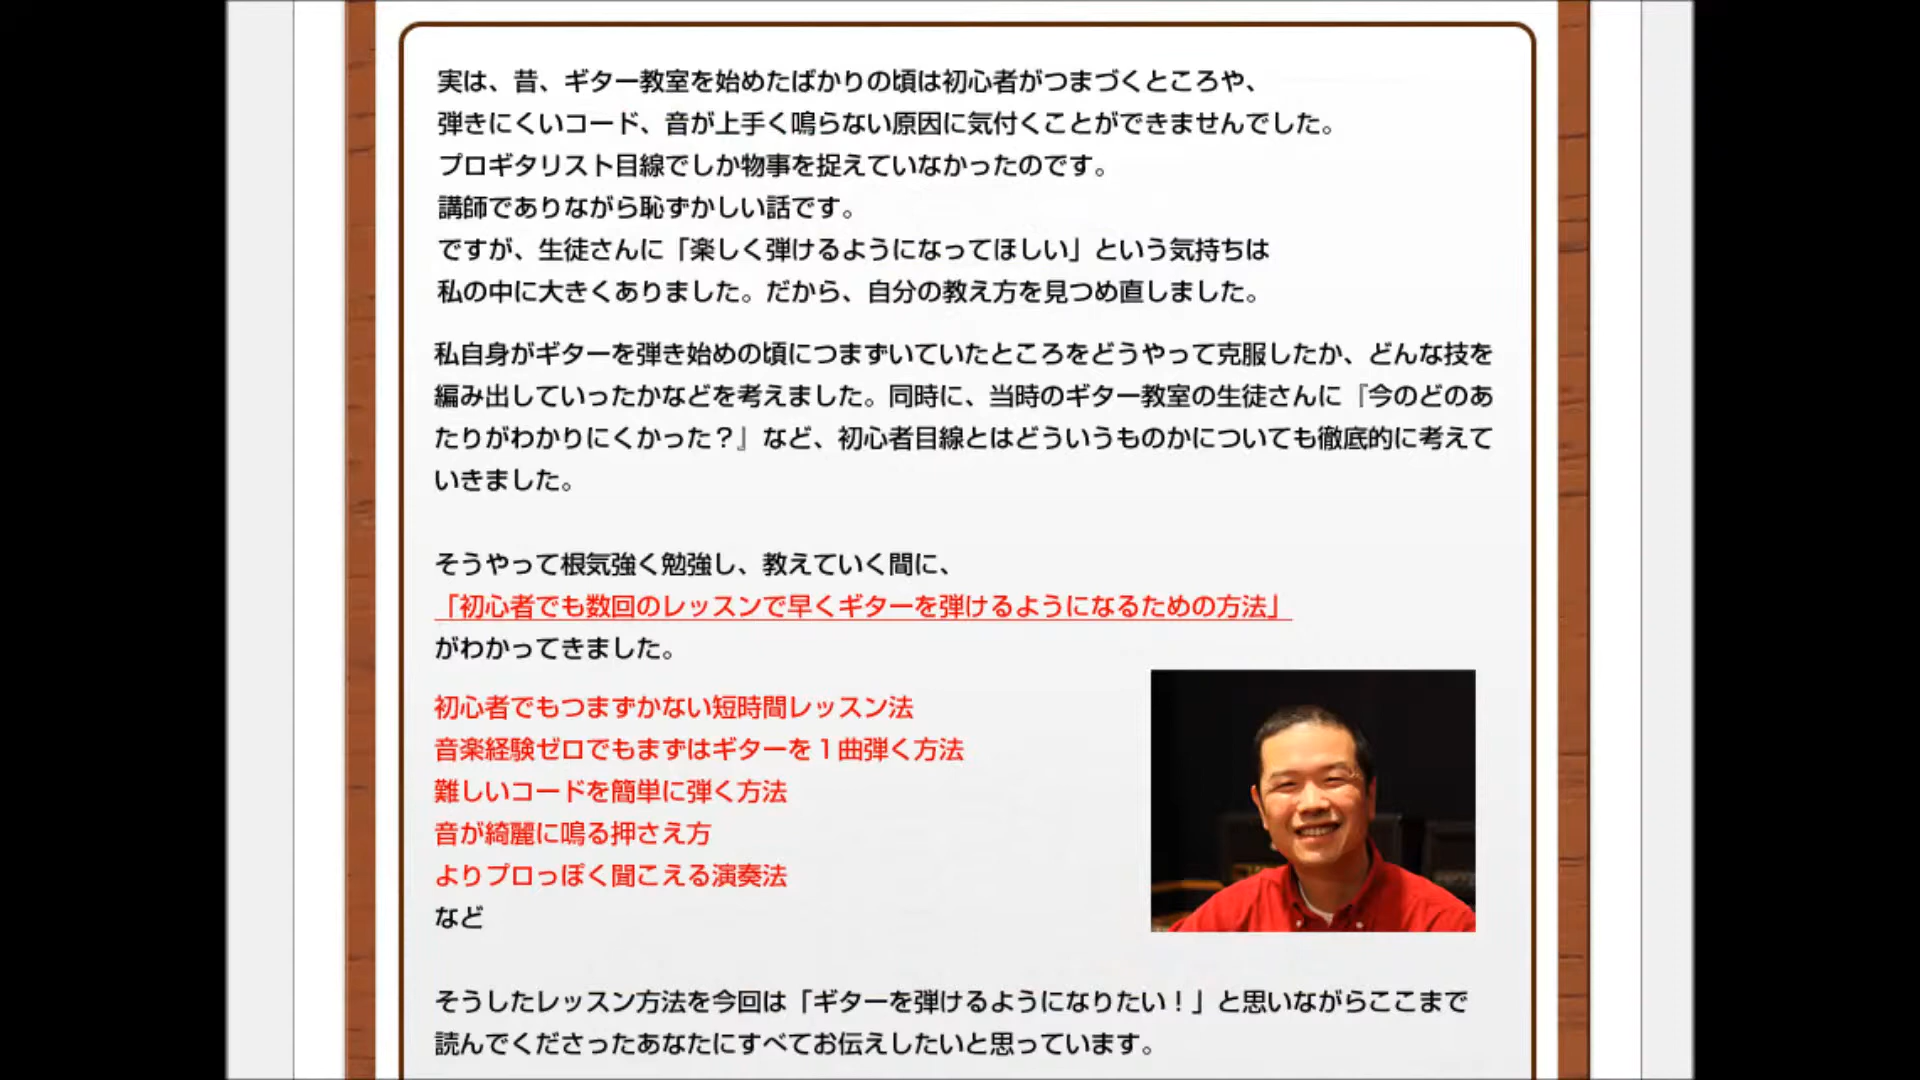 実は、昔、ギター教室を始めたばかりの頃は初心者がつまづくところや、
弾きにくいコード、音が上手く鳴らない原因に気付くことができませんでした。
プロギタリスト目線でしか物事を捉えていなかったのです。
講師でありながら恥ずかしい話です。
ですが、生徒さんに「楽しく弾けるようになってほしい」という気持ちは
私の中に大きくありました。だから、自分の教え方を見つめ直しました。
私自身がギターを弾き始めの頃につまずいていたところをどうやって克服したか、どんな技を
編み出していったかなどを考えました。同時に、当時のギター教室の生徒さんに『今のどのあ
たりがわかりにくかった？』など、初心者目線とはどういうものかについても徹底的に考えて
いきました。
そうやって根気強く勉強し、教えていく間に、
「初心者でも数回のレッスンで早くギターを弾けるようになるための方法」
がわかってきました。
初心者でもつまずかない短時間レッスン法
音楽経験ゼロでもまずはギターを１曲弾く方法
難しいコードを簡単に弾く方法
音が綺麗に鳴る押さえ方
よりプロっぽく聞こえる演奏法
など
そうしたレッスン方法を今回は「ギターを弾けるようになりたい！」と思いながらここまで
読んでくださったあなたにすべてお伝えしたいと思っています。